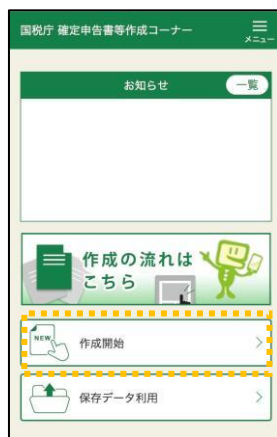 国税庁 確定申告書等作成コーナー
メニュー
お知らせ
一覧
作成の流れは
こちら
NEW
作成開始
保存データ利用